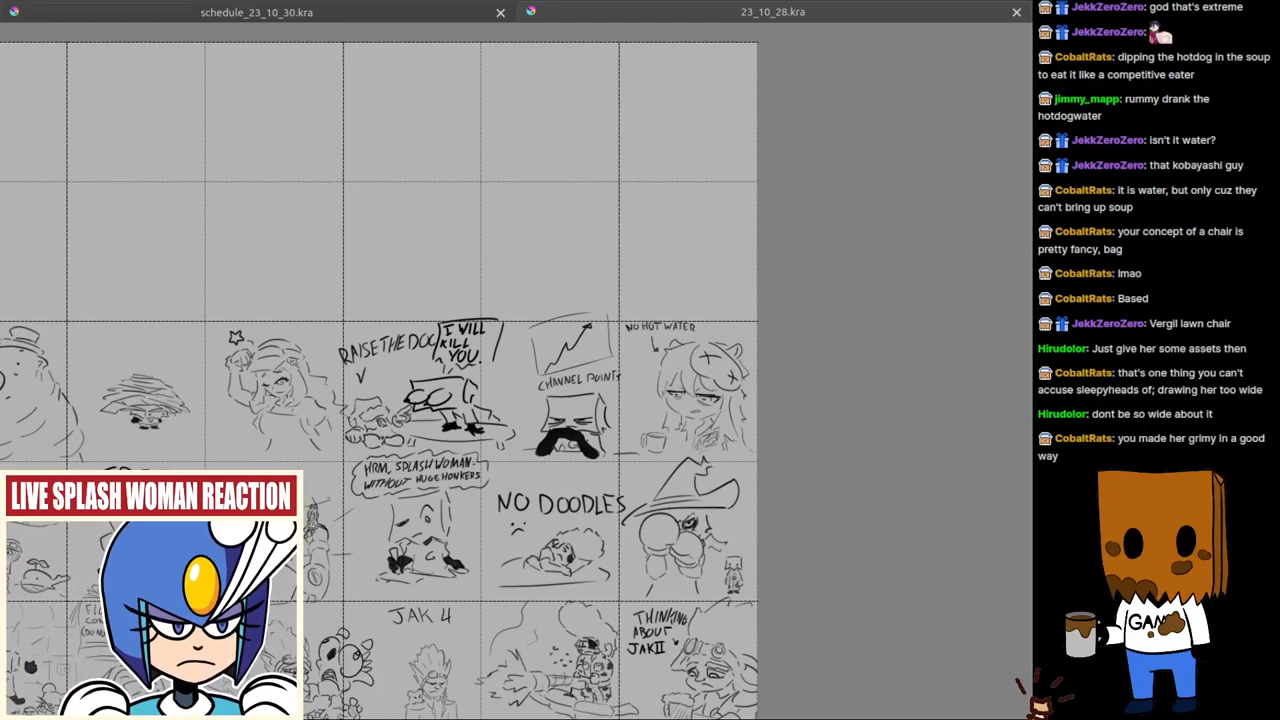 schedule_23_10_30.kra
23_10_28.kra
RAISE THE DOC
I WILL
KILL
YOU.
CHANNEL POINTS
NO HOT WATER
HRM, SPLASH WOMAN
WITHOUT HUGE HONKERS
NO DOODLES
JAK 4
THINKING
ABOUT
JAK II
LIVE SPLASH WOMAN REACTION
JekkZeroZero: god that's extreme
JekkZeroZero:
CobaltRats: dipping the hotdog in the soup
to eat it like a competitive eater
jimmy_mapp: rummy drank the
hotdogwater
JekkZeroZero: isn't it water?
JekkZeroZero: that kobayashi guy
CobaltRats: it is water, but only cuz they
can't bring up soup
CobaltRats: your concept of a chair is
pretty fancy, bag
CobaltRats: lmao
CobaltRats: Based
JekkZeroZero: Vergil lawn chair
Hirudolor: Just give her some assets then
CobaltRats: that's one thing you can't
accuse sleepyheads of; drawing her too wide
Hirudolor: dont be so wide about it
CobaltRats: you made her grimy in a good
way